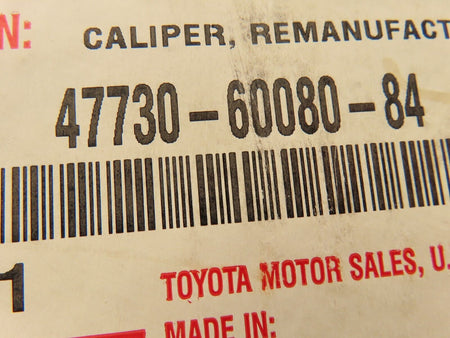 N: CALIPER, REMANUFACT
47730-60080-84
1
TOYOTA MOTOR SALES, U.
MADE IN: